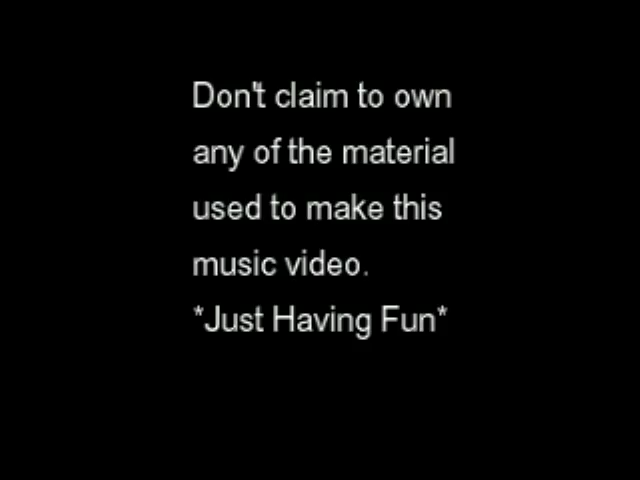 Don't claim to own
any of the material
used to make this
music video.
*Just Having Fun*